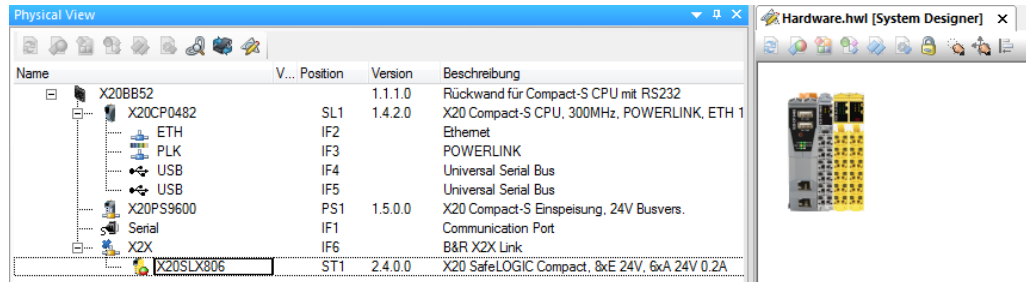 Physical View
Hardware.hwl [System Designer]
Name V... Position Version Beschreibung
X20BB52 1.1.1.0 Rückwand für Compact-S CPU mit RS232
X20CP0482 SL1 1.4.2.0 X20 Compact-S CPU, 300MHz, POWERLINK, ETH 1
ETH IF2 Ethernet
PLK IF3 POWERLINK
USB IF4 Universal Serial Bus
USB IF5 Universal Serial Bus
X20PS9600 PS1 1.5.0.0 X20 Compact-S Einspeisung, 24V Busvers.
Serial IF1 Communication Port
X2X IF6 B&R X2X Link
X20SLX806 ST1 2.4.0.0 X20 SafeLOGIC Compact, 8xE 24V, 6xA 24V 0.2A